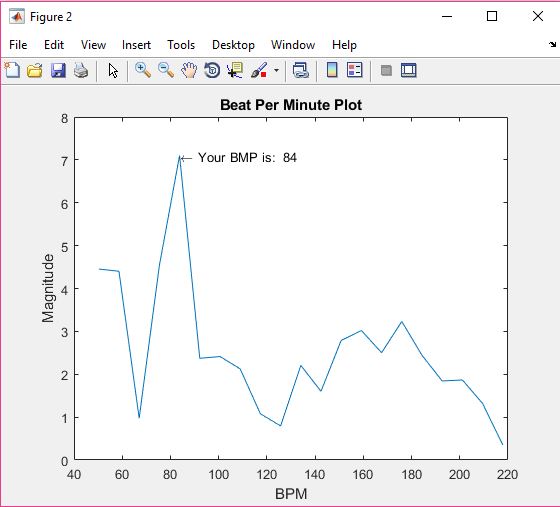 Figure 2
File Edit View Insert Tools Desktop Window Help
Beat Per Minute Plot
8
7
6
5
4
3
2
1
0
Magnitude
Your BMP is: 84
40 60 80 100 120 140 160 180 200 220
BPM